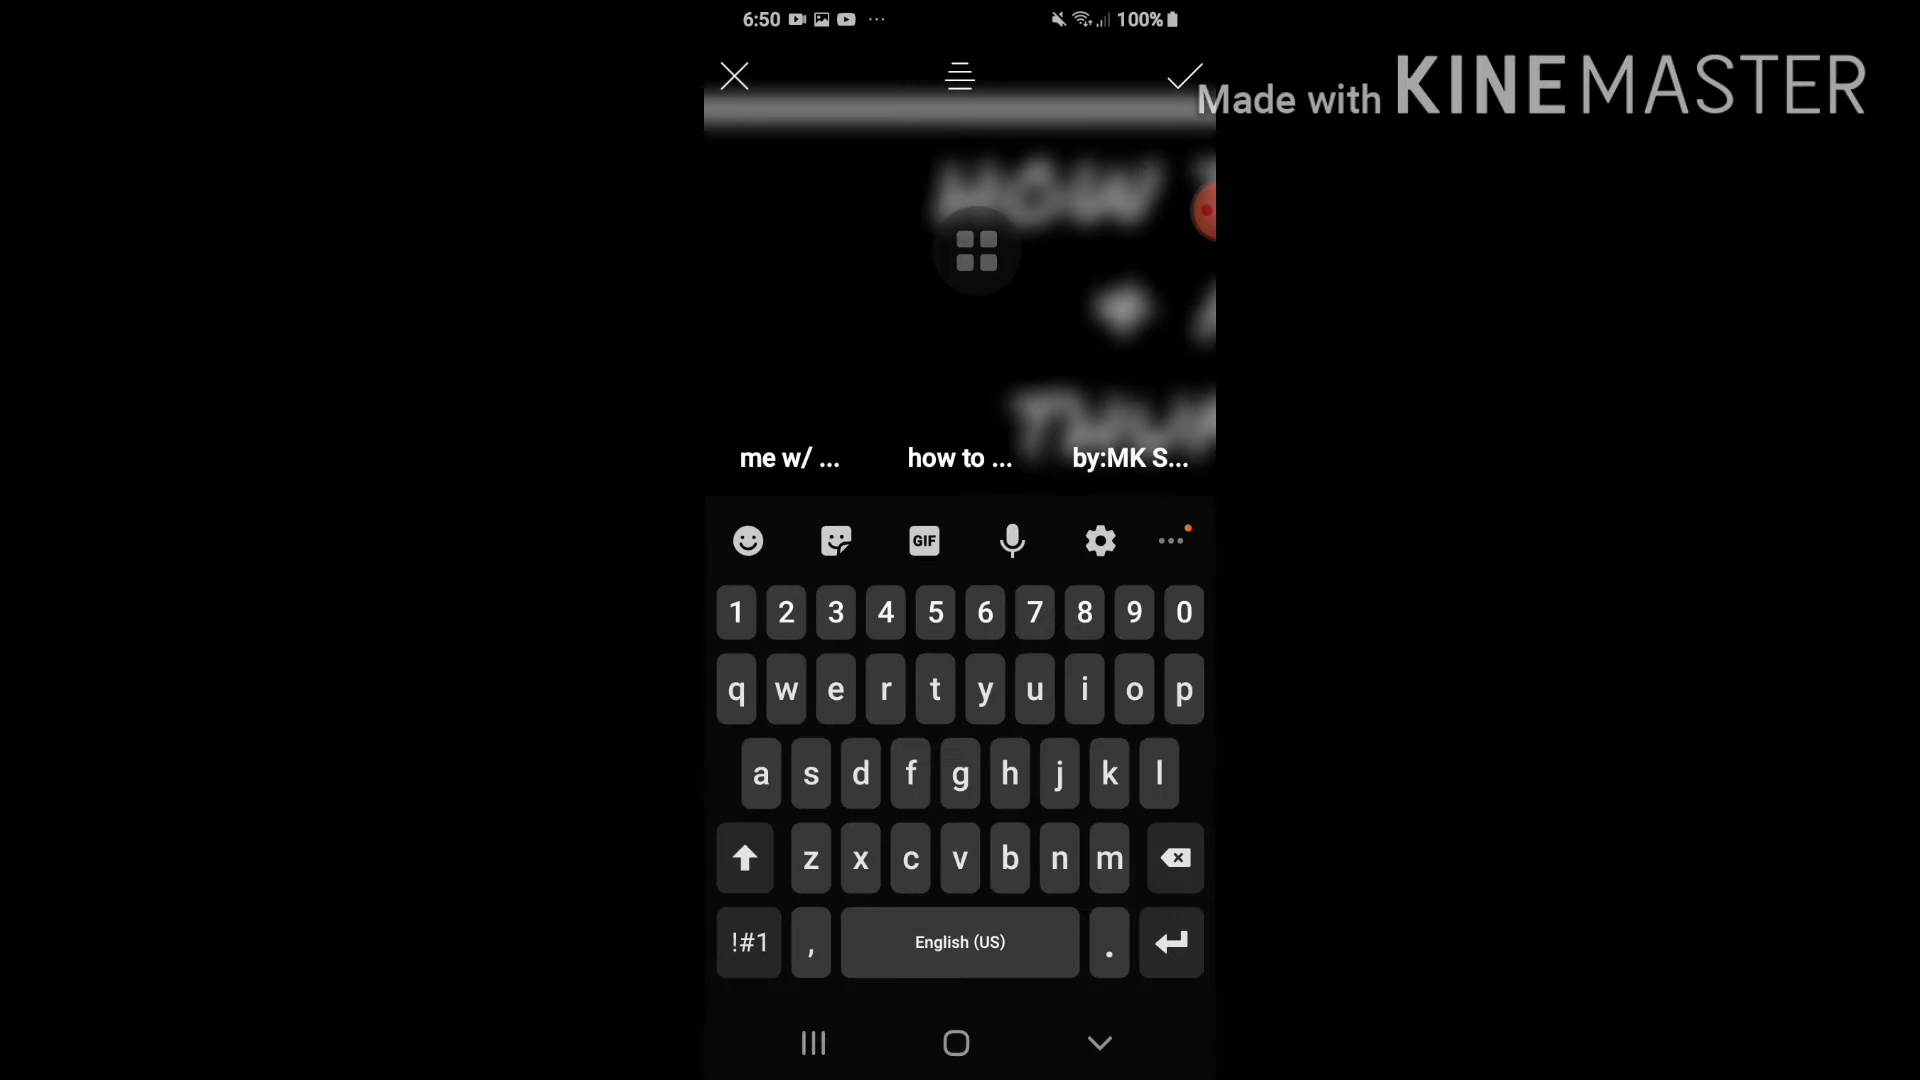 6:50 100%
Made with KINEMASTER
HOW
+
me w/ ... how to ... by:MK S...
GIF
1 2 3 4 5 6 7 8 9 0
q w e r t y u i o p
a s d f g h j k l
z x c v b n m
!#1 , English (US) .